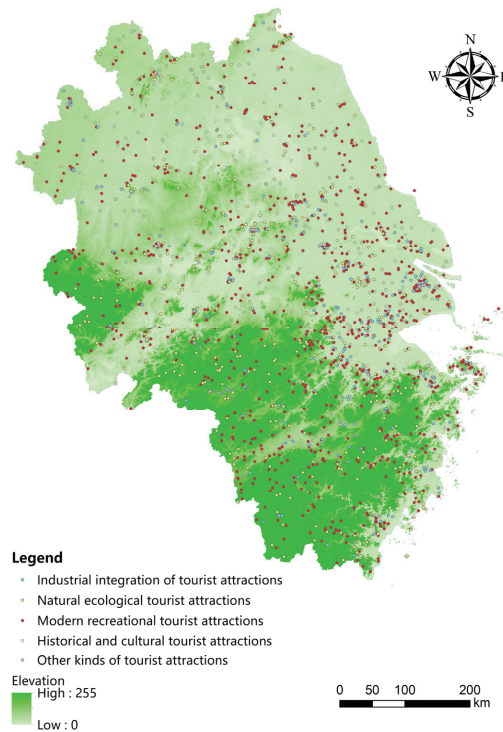 N
W
E
S
Legend
Industrial integration of tourist attractions
Natural ecological tourist attractions
Modern recreational tourist attractions
Historical and cultural tourist attractions
Other kinds of tourist attractions
Elevation
High : 255
Low : 0
0 50 100 200
km